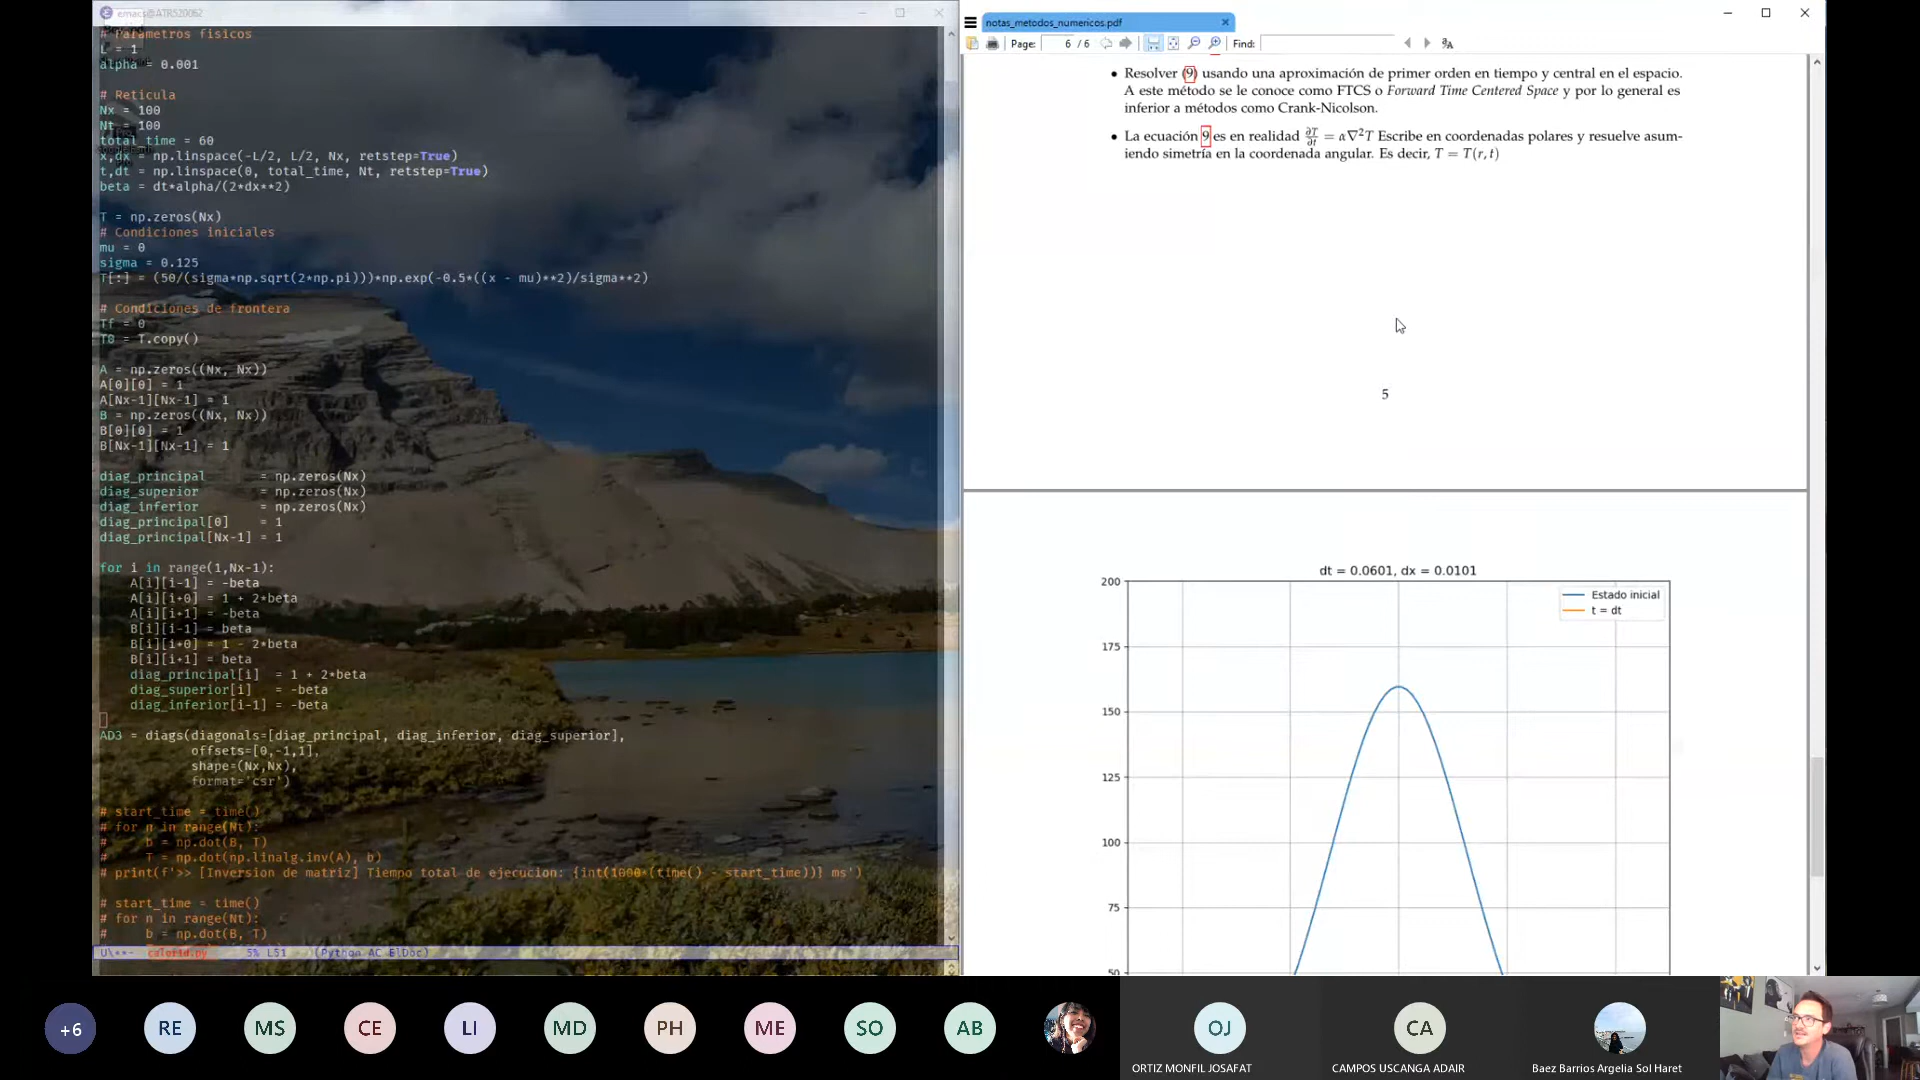 emacs@ATRS20062
# Parametros fisicos
L = 1
alpha = 0.001
# Reticula
Nx = 100
Nt = 100
total_time = 60
x,dx = np.linspace(-L/2, L/2, Nx, retstep=True)
t,dt = np.linspace(0, total_time, Nt, retstep=True)
beta = dt*alpha/(2*dx**2)
T = np.zeros(Nx)
# Condiciones iniciales
mu = 0
sigma = 0.125
T[:] = (50/(sigma*np.sqrt(2*np.pi)))*np.exp(-0.5*((x - mu)**2)/sigma**2)
# Condiciones de frontera
Tf = 0
T0 = T.copy()
A = np.zeros((Nx, Nx))
A[0][0] = 1
A[Nx-1][Nx-1] = 1
B = np.zeros((Nx, Nx))
B[0][0] = 1
B[Nx-1][Nx-1] = 1
diag_principal = np.zeros(Nx)
diag_superior = np.zeros(Nx)
diag_inferior = np.zeros(Nx)
diag_principal[0] = 1
diag_principal[Nx-1] = 1
for i in range(1,Nx-1):
A[i][i-1] = -beta
A[i][i+0] = 1 + 2*beta
A[i][i+1] = -beta
B[i][i-1] = beta
B[i][i+0] = 1 - 2*beta
B[i][i+1] = beta
diag_principal[i] = 1 + 2*beta
diag_superior[i] = -beta
diag_inferior[i-1] = -beta
AD3 = diags(diagonals=[diag_principal, diag_inferior, diag_superior],
offsets=[0,-1,1],
shape=(Nx,Nx),
format='csr')
# start_time = time()
# for n in range(Nt):
# b = np.dot(B, T)
# T = np.dot(np.linalg.inv(A), b)
# print(f'>> [Inversion de matriz] Tiempo total de ejecucion: {int(1000*(time() - start_time))} ms')
# start_time = time()
# for n in range(Nt):
# b = np.dot(B, T)
U\**- calor1d.py 5% L51 (Python AC ElDoc)
notas_metodos_numericos.pdf
Page: 6 / 6 Find:
• Resolver (9) usando una aproximación de primer orden en tiempo y central en el espacio.
A este método se le conoce como FTCS o Forward Time Centered Space y por lo general es
inferior a métodos como Crank-Nicolson.
• La ecuación 9 es en realidad ∂T/∂t = α∇²T Escribe en coordenadas polares y resuelve asum-
iendo simetría en la coordenada angular. Es decir, T = T(r, t)
5
dt = 0.0601, dx = 0.0101
200
Estado inicial
t = dt
175
150
125
100
75
50
+6
RE
MS
CE
LI
MD
PH
ME
SO
AB
OJ
CA
ORTIZ MONFIL JOSAFAT
CAMPOS USCANGA ADAIR
Baez Barrios Argelia Sol Haret